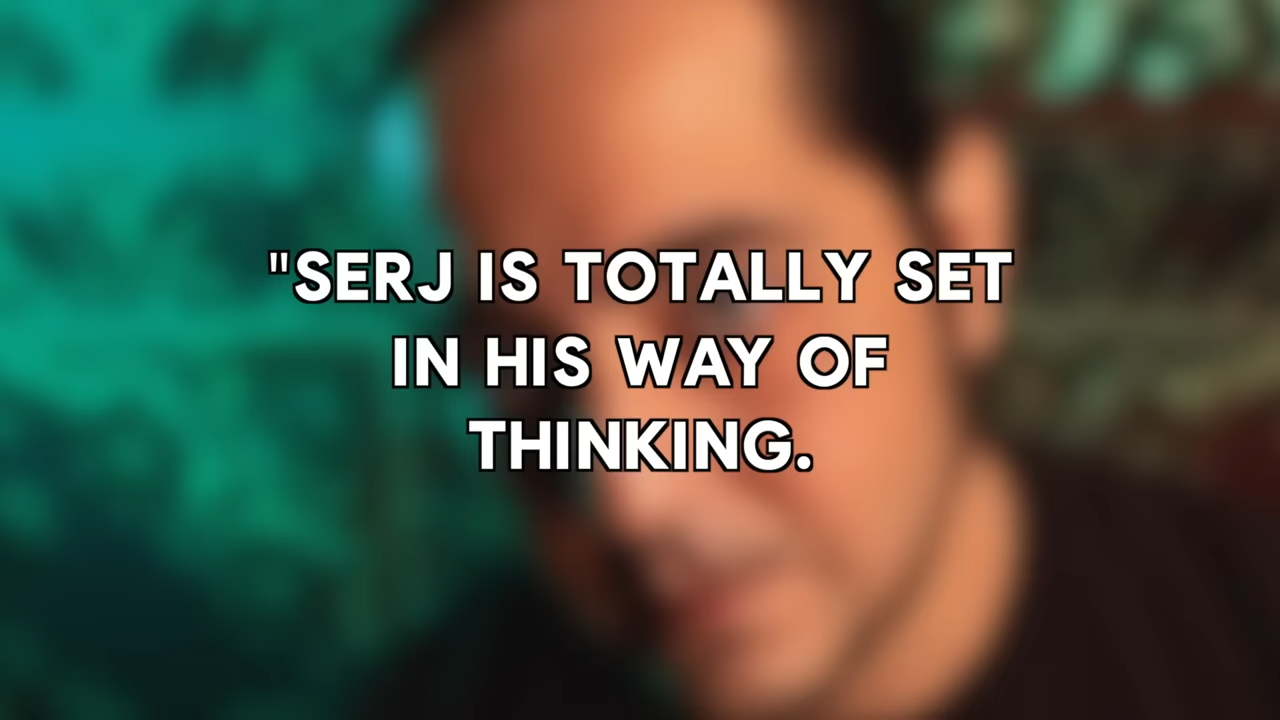 "SERJ IS TOTALLY SET
IN HIS WAY OF
THINKING.